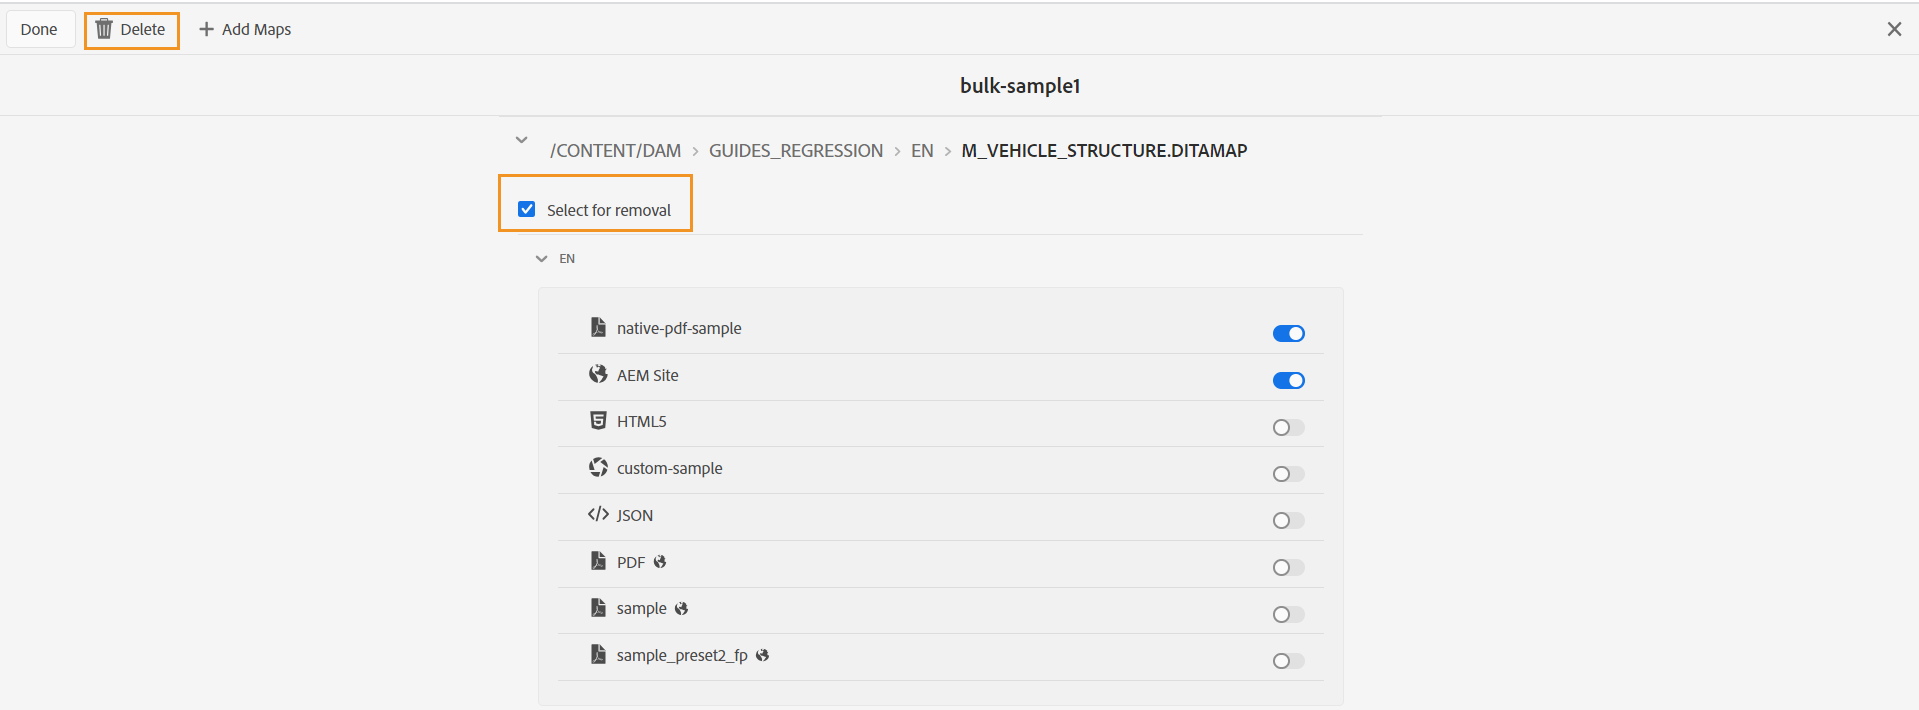 Done Delete + Add Maps
bulk-sample1
/CONTENT/DAM > GUIDES_REGRESSION > EN > M_VEHICLE_STRUCTURE.DITAMAP
Select for removal
EN
native-pdf-sample
AEM Site
HTML5
custom-sample
</> JSON
PDF
sample
sample_preset2_fp